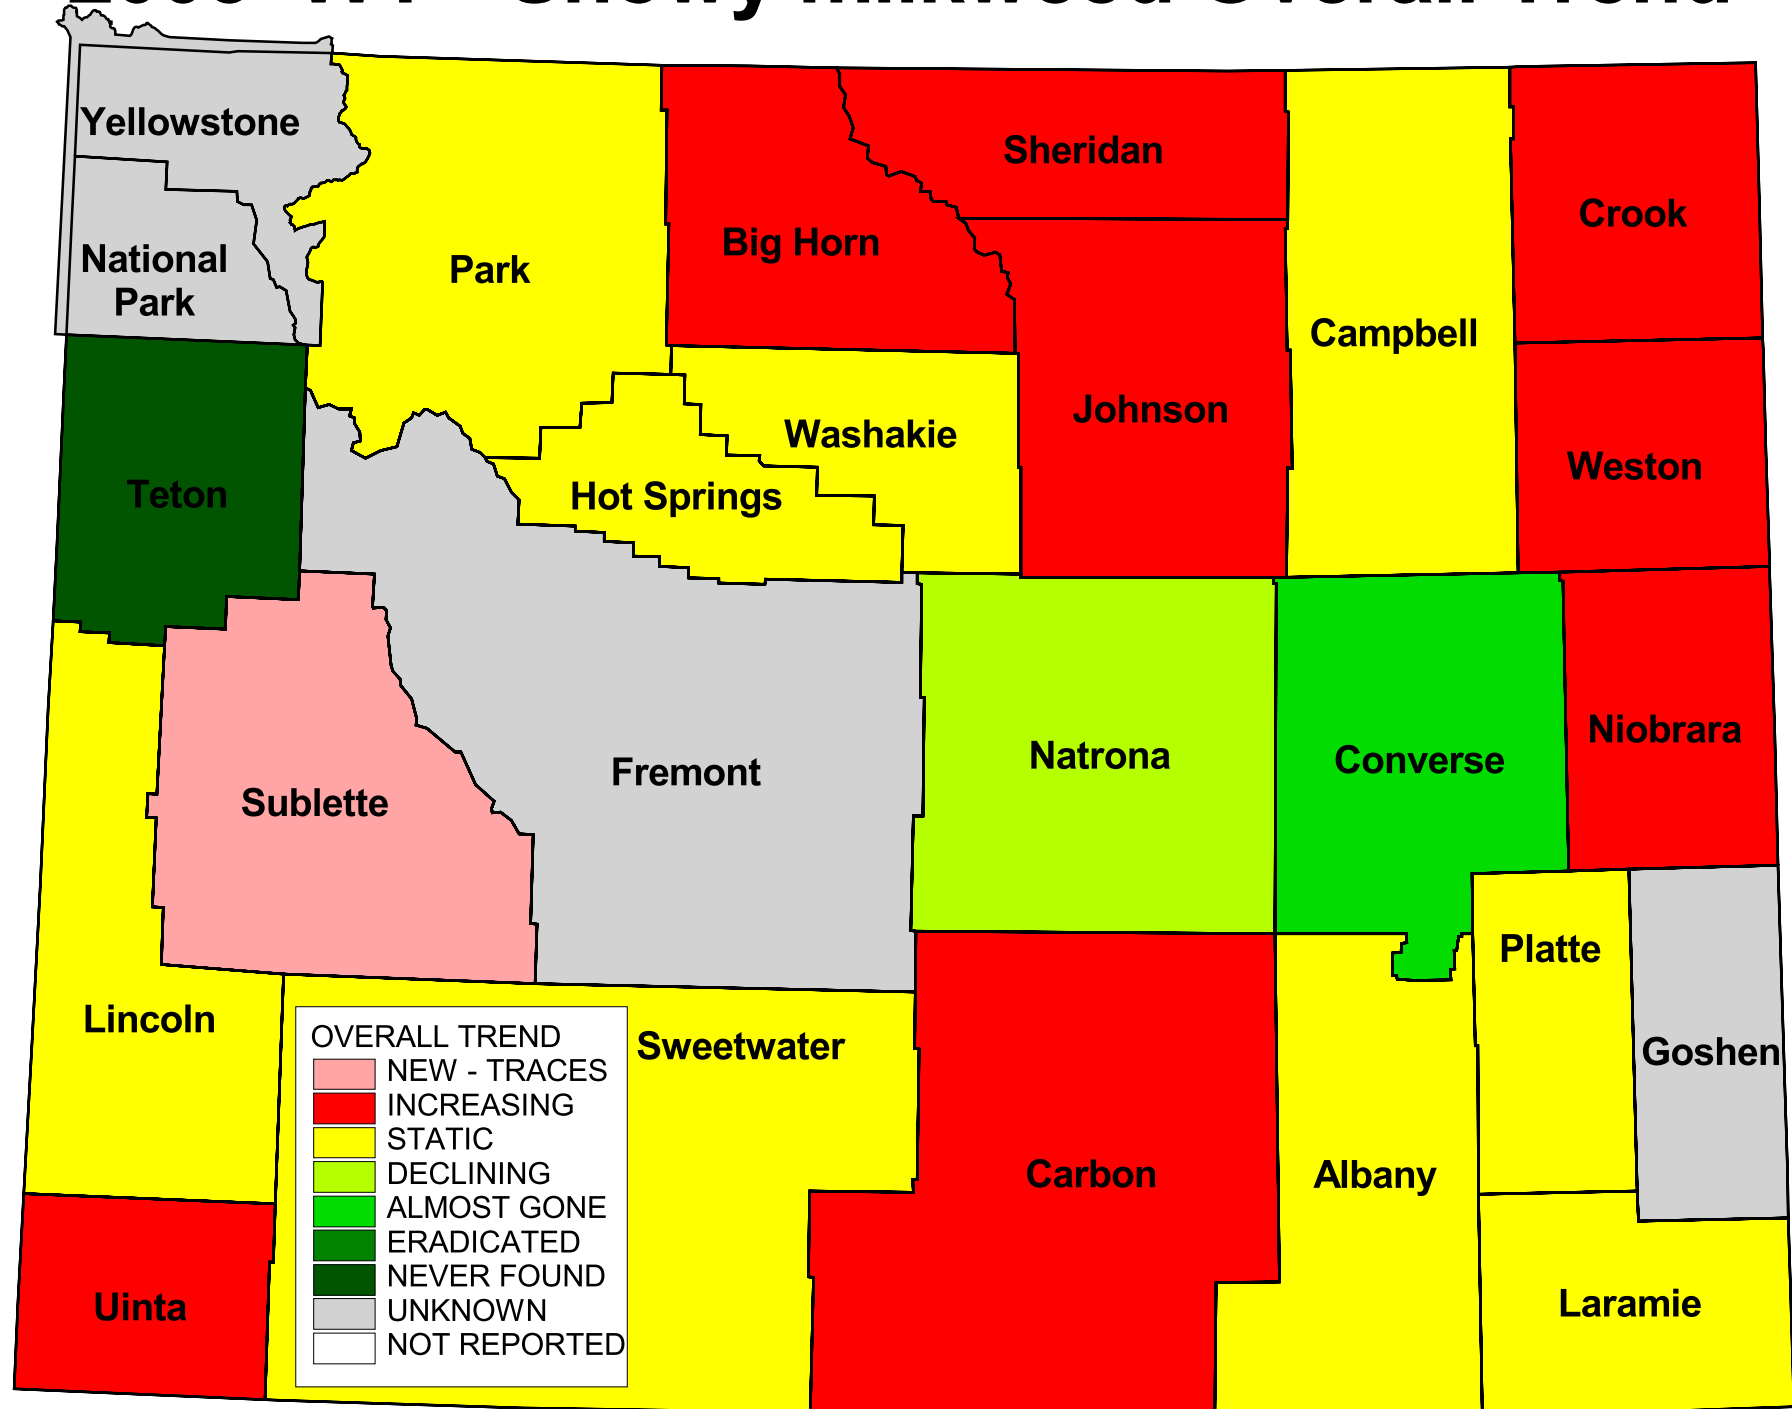 Yellowstone
National
Park
Park
Big Horn
Sheridan
Crook
Campbell
Johnson
Washakie
Weston
Hot Springs
Teton
Sublette
Fremont
Natrona
Converse
Niobrara
Platte
Lincoln
Sweetwater
Goshen
Carbon
Albany
Uinta
Laramie
OVERALL TREND
NEW - TRACES
INCREASING
STATIC
DECLINING
ALMOST GONE
ERADICATED
NEVER FOUND
UNKNOWN
NOT REPORTED